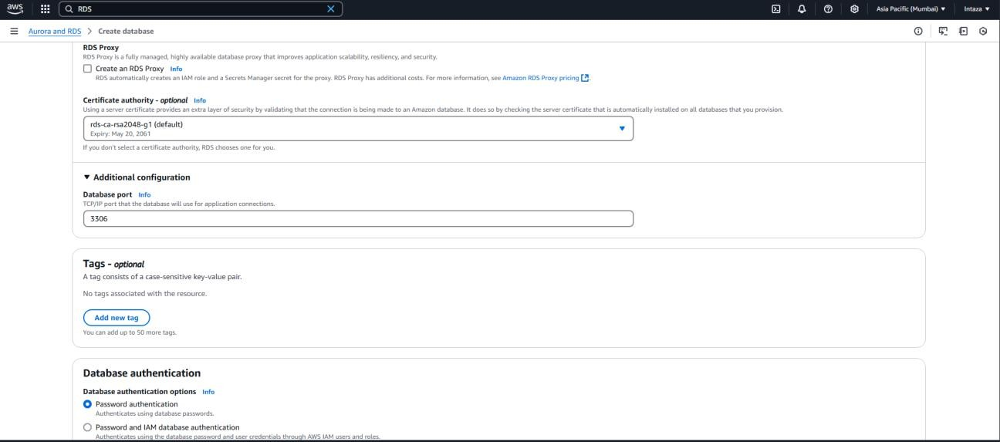 aws
RDS
Asia Pacific (Mumbai)
Intaza
Aurora and RDS > Create database
RDS Proxy
RDS Proxy is a fully managed, highly available database proxy that improves application scalability, resiliency, and security.
Create an RDS Proxy Info
RDS automatically creates an IAM role and a Secrets Manager secret for the proxy. RDS Proxy has additional costs. For more information, see Amazon RDS Proxy pricing.
Certificate authority - optional Info
Using a server certificate provides an extra layer of security by validating that the connection is being made to an Amazon database. It does so by checking the server certificate that is automatically installed on all databases that you provision.
rds-ca-rsa2048-g1 (default)
Expiry: May 20, 2061
If you don't select a certificate authority, RDS chooses one for you.
Additional configuration
Database port Info
TCP/IP port that the database will use for application connections.
3306
Tags - optional
A tag consists of a case-sensitive key-value pair.
No tags associated with the resource.
Add new tag
You can add up to 50 more tags.
Database authentication
Database authentication options Info
Password authentication
Authenticates using database passwords.
Password and IAM database authentication
Authenticates using the database password and user credentials through AWS IAM users and roles.